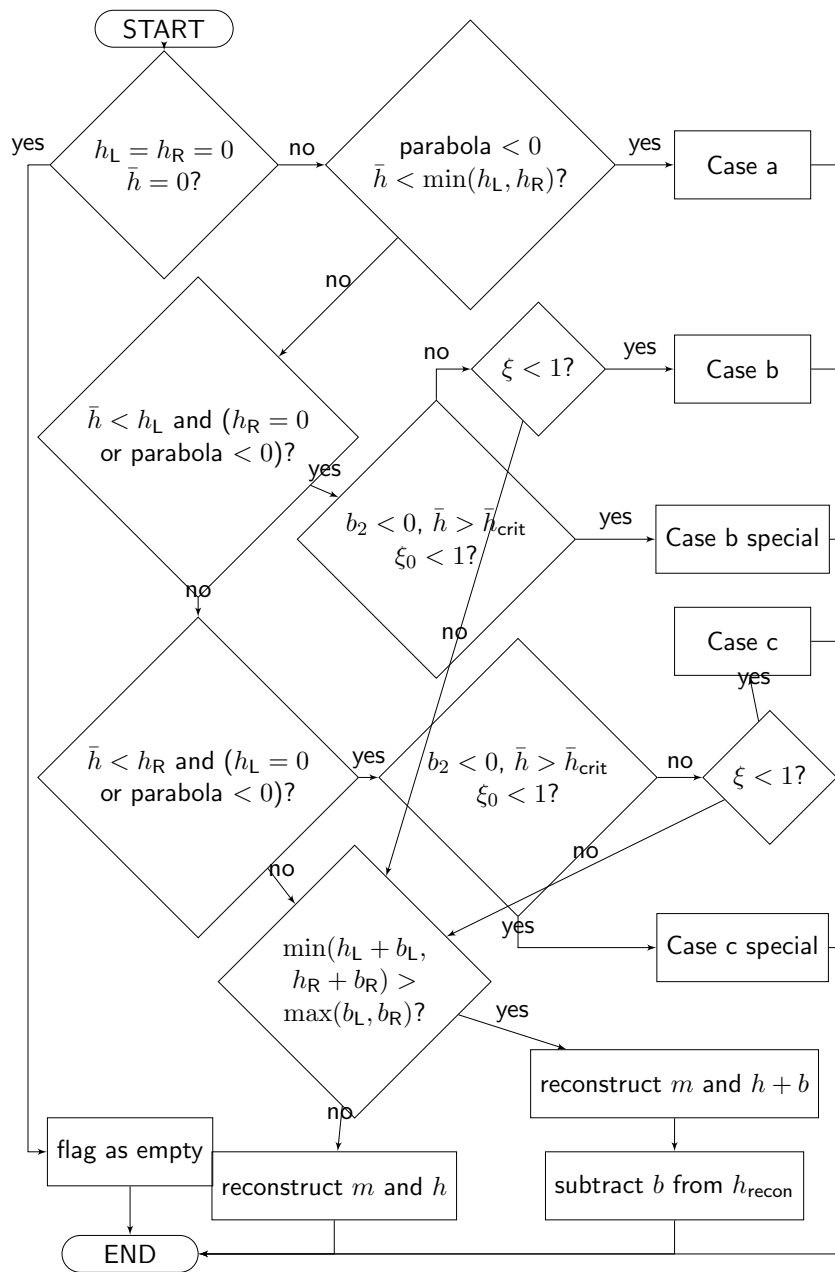 START
yes
h_L = h_R = 0
h̄ = 0?
no
parabola < 0
h̄ < min(h_L, h_R)?
yes
Case a
no
no
ξ < 1?
yes
Case b
h̄ < h_L and (h_R = 0
or parabola < 0)?
yes
b_2 < 0, h̄ > h̄_crit
ξ_0 < 1?
yes
Case b special
no
no
Case c
yes
h̄ < h_R and (h_L = 0
or parabola < 0)?
yes
b_2 < 0, h̄ > h̄_crit
ξ_0 < 1?
no
ξ < 1?
no
no
yes
Case c special
min(h_L + b_L,
h_R + b_R) >
max(b_L, b_R)?
yes
reconstruct m and h + b
no
flag as empty
reconstruct m and h
subtract b from h_recon
END